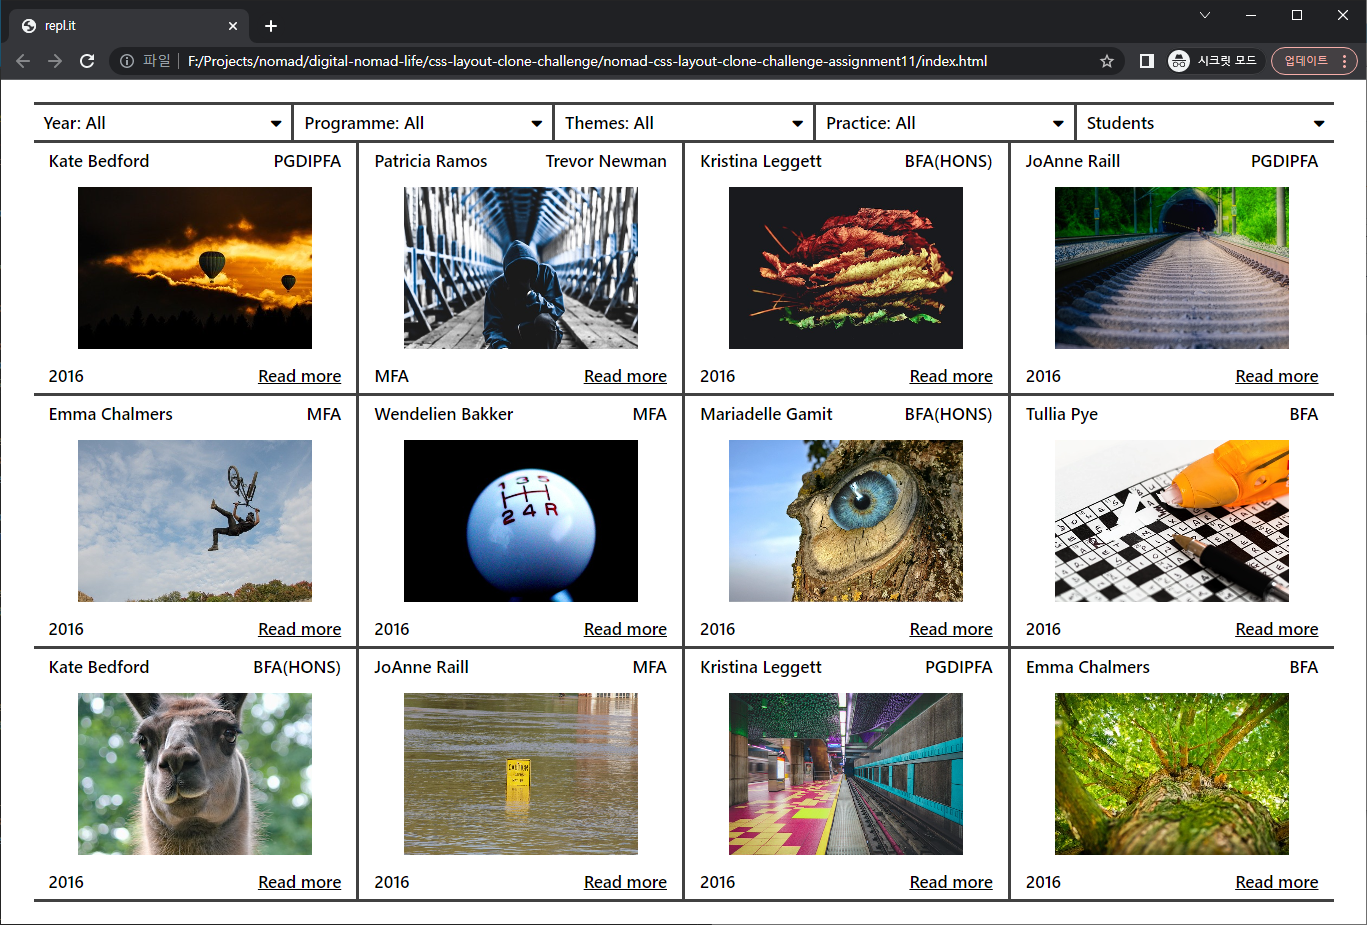 repl.it
파일 F:/Projects/nomad/digital-nomad-life/css-layout-clone-challenge/nomad-css-layout-clone-challenge-assignment11/index.html 시크릿 모드 업데이트
Year: All Programme: All Themes: All Practice: All Students
Kate Bedford PGDIPFA Patricia Ramos Trevor Newman Kristina Leggett BFA(HONS) JoAnne Raill PGDIPFA
2016 Read more MFA Read more 2016 Read more 2016 Read more
Emma Chalmers MFA Wendelien Bakker MFA Mariadelle Gamit BFA(HONS) Tullia Pye BFA
1 3 5
2 4 R
2016 Read more 2016 Read more 2016 Read more 2016 Read more
Kate Bedford BFA(HONS) JoAnne Raill MFA Kristina Leggett PGDIPFA Emma Chalmers BFA
CAUTION
2016 Read more 2016 Read more 2016 Read more 2016 Read more